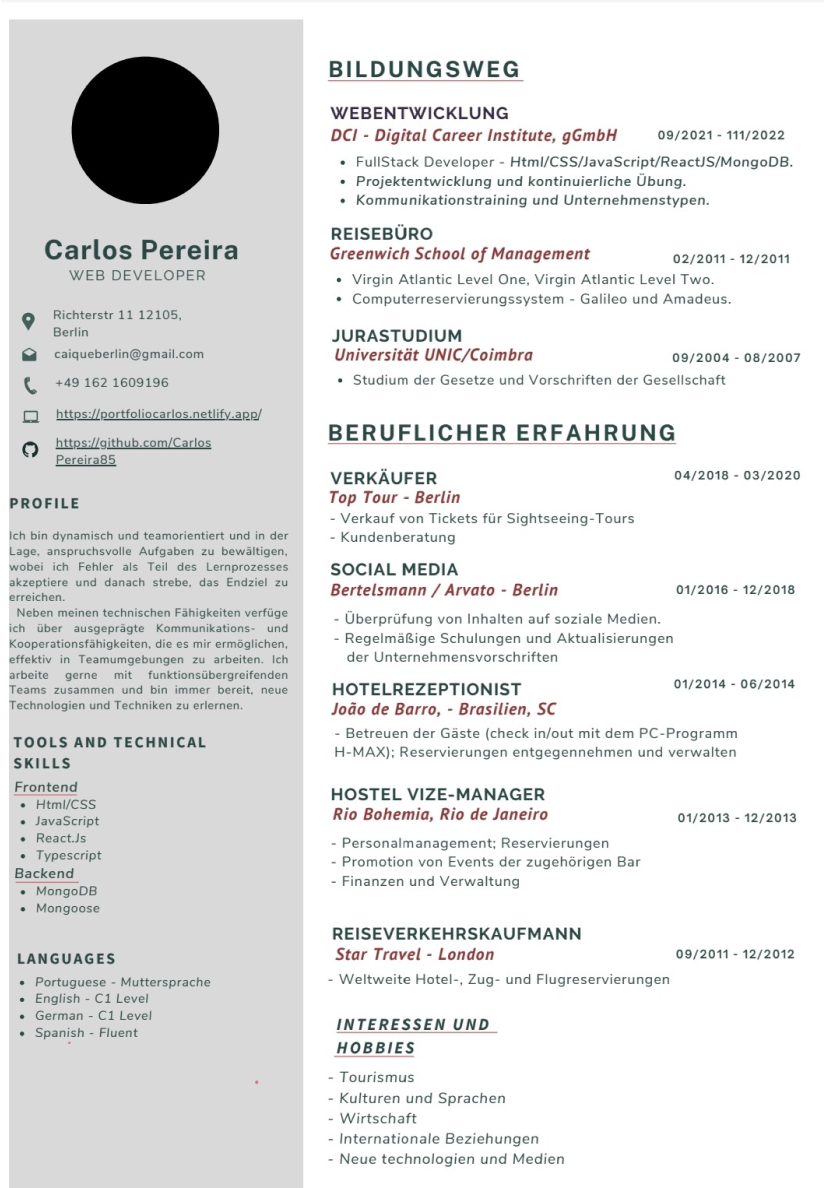 Carlos Pereira
WEB DEVELOPER
Richterstr 11 12105,
Berlin
caiqueberlin@gmail.com
+49 162 1609196
https://portfoliocarlos.netlify.app/
https://github.com/Carlos
Pereira85
PROFILE
Ich bin dynamisch und teamorientiert und in der
Lage, anspruchsvolle Aufgaben zu bewältigen,
wobei ich Fehler als Teil des Lernprozesses
akzeptiere und danach strebe, das Endziel zu
erreichen.
Neben meinen technischen Fähigkeiten verfüge
ich über ausgeprägte Kommunikations- und
Kooperationsfähigkeiten, die es mir ermöglichen,
effektiv in Teamumgebungen zu arbeiten. Ich
arbeite gerne mit funktionsübergreifenden
Teams zusammen und bin immer bereit, neue
Technologien und Techniken zu erlernen.
TOOLS AND TECHNICAL
SKILLS
Frontend
• Html/CSS
• JavaScript
• React.Js
• Typescript
Backend
• MongoDB
• Mongoose
LANGUAGES
• Portuguese - Muttersprache
• English - C1 Level
• German - C1 Level
• Spanish - Fluent
BILDUNGSWEG
WEBENTWICKLUNG
DCI - Digital Career Institute, gGmbH 09/2021 - 111/2022
• FullStack Developer - Html/CSS/JavaScript/ReactJS/MongoDB.
• Projektentwicklung und kontinuierliche Übung.
• Kommunikationstraining und Unternehmenstypen.
REISEBÜRO
Greenwich School of Management 02/2011 - 12/2011
• Virgin Atlantic Level One, Virgin Atlantic Level Two.
• Computerreservierungssystem - Galileo und Amadeus.
JURASTUDIUM
Universität UNIC/Coimbra 09/2004 - 08/2007
• Studium der Gesetze und Vorschriften der Gesellschaft
BERUFLICHER ERFAHRUNG
VERKÄUFER 04/2018 - 03/2020
Top Tour - Berlin
- Verkauf von Tickets für Sightseeing-Tours
- Kundenberatung
SOCIAL MEDIA
Bertelsmann / Arvato - Berlin 01/2016 - 12/2018
- Überprüfung von Inhalten auf soziale Medien.
- Regelmäßige Schulungen und Aktualisierungen
der Unternehmensvorschriften
HOTELREZEPTIONIST 01/2014 - 06/2014
João de Barro, - Brasilien, SC
- Betreuen der Gäste (check in/out mit dem PC-Programm
H-MAX); Reservierungen entgegennehmen und verwalten
HOSTEL VIZE-MANAGER
Rio Bohemia, Rio de Janeiro 01/2013 - 12/2013
- Personalmanagement; Reservierungen
- Promotion von Events der zugehörigen Bar
- Finanzen und Verwaltung
REISEVERKEHRSKAUFMANN
Star Travel - London 09/2011 - 12/2012
- Weltweite Hotel-, Zug- und Flugreservierungen
INTERESSEN UND
HOBBIES
- Tourismus
- Kulturen und Sprachen
- Wirtschaft
- Internationale Beziehungen
- Neue technologien und Medien